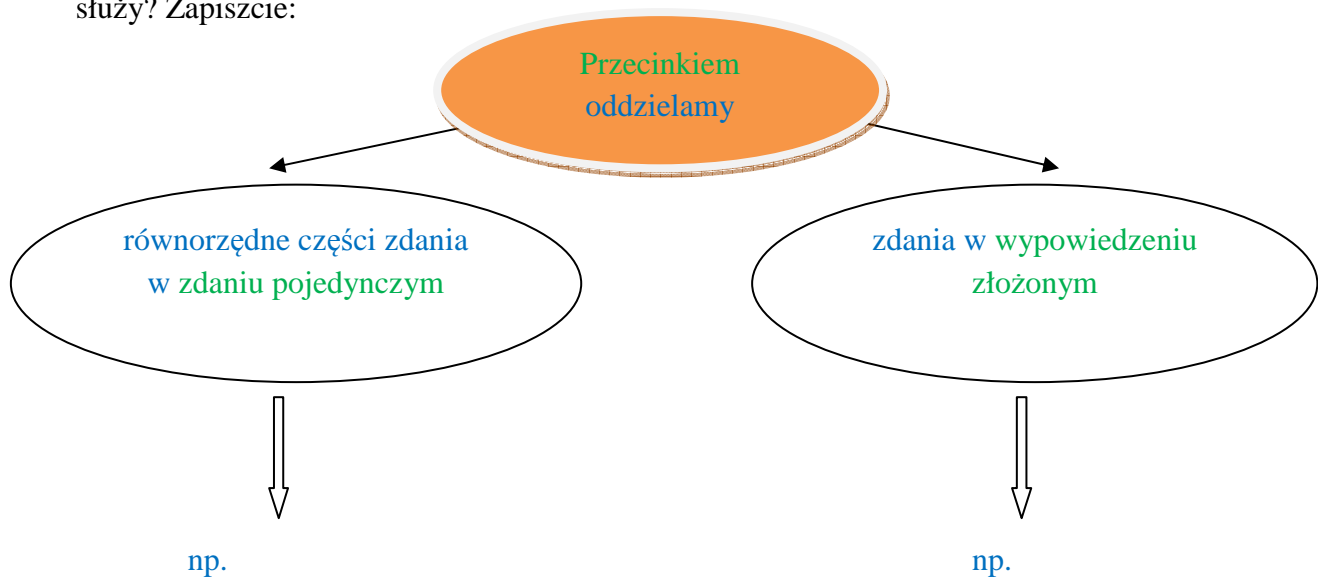 służy? Zapiszcie:
Przecinkiem
oddzielamy
równorzędne części zdania
w zdaniu pojedynczym
zdania w wypowiedzeniu
złożonym
np.
np.